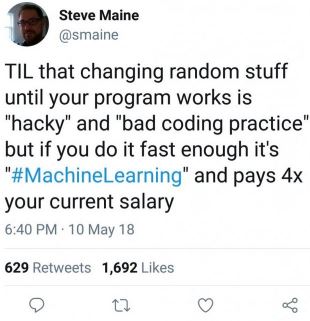 Steve Maine
@smaine
TIL that changing random stuff
until your program works is
"hacky" and "bad coding practice"
but if you do it fast enough it's
"#MachineLearning" and pays 4x
your current salary
6:40 PM · 10 May 18
629 Retweets 1,692 Likes